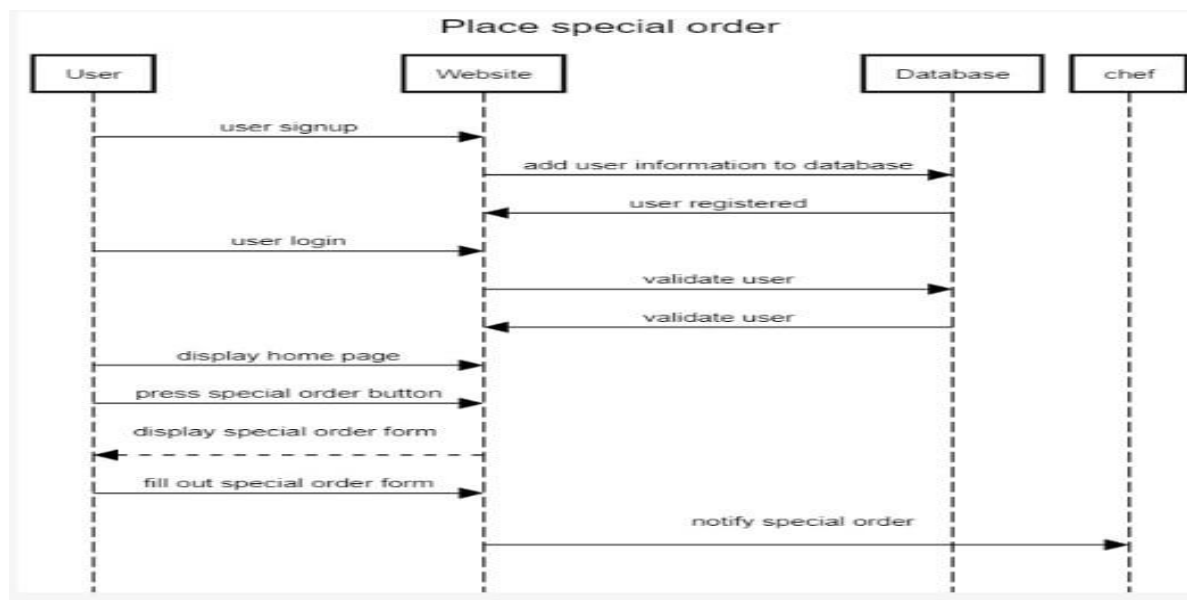 Place special order
User
Website
Database
chef
user signup
add user information to database
user registered
user login
validate user
validate user
display home page
press special order button
display special order form
fill out special order form
notify special order